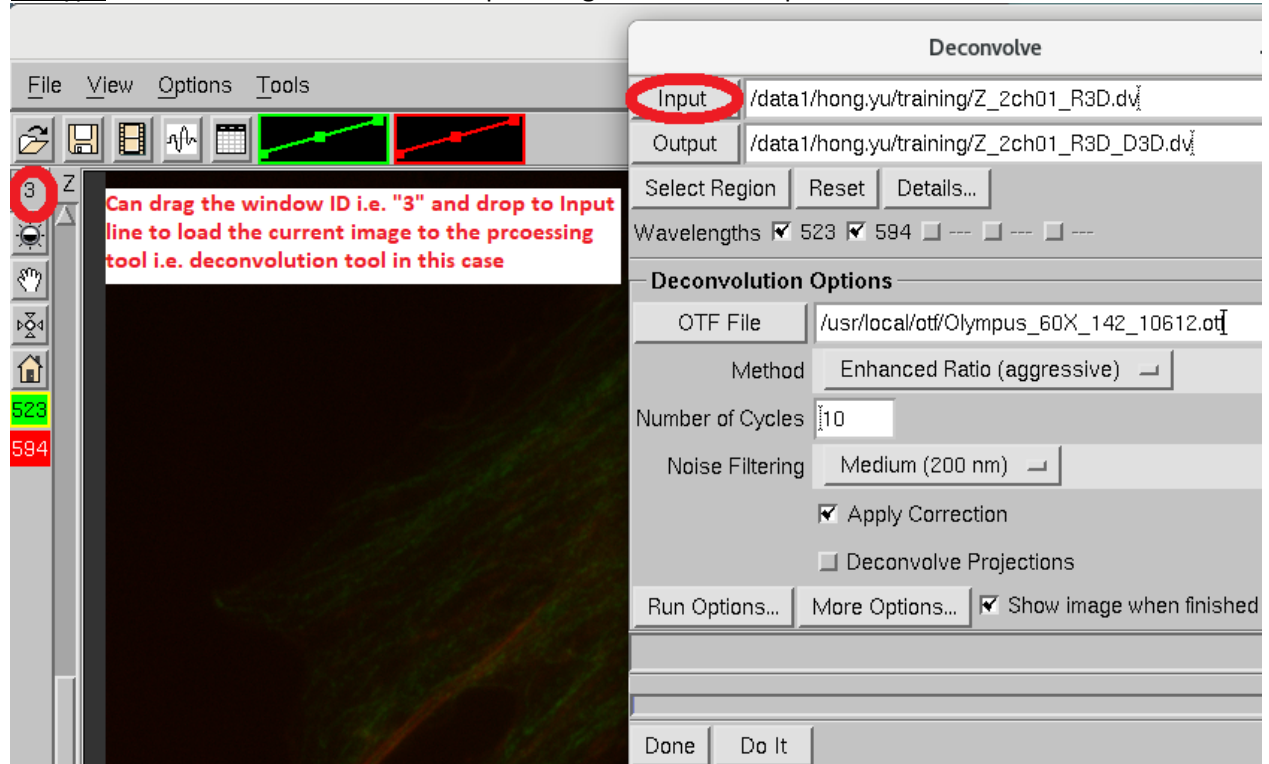 Deconvolve
File View Options Tools
Input /data1/hong.yu/training/Z_2ch01_R3D.dv
Output /data1/hong.yu/training/Z_2ch01_R3D_D3D.dv
3 Z
Select Region Reset Details...
Can drag the window ID i.e. "3" and drop to Input
line to load the current image to the prcoessing
tool i.e. deconvolution tool in this case
Wavelengths 523 594 --- --- ---
Deconvolution Options
OTF File /usr/local/otf/Olympus_60X_142_10612.otf
Method Enhanced Ratio (aggressive)
523
Number of Cycles 10
594
Noise Filtering Medium (200 nm)
Apply Correction
Deconvolve Projections
Run Options... More Options... Show image when finished
Done Do It